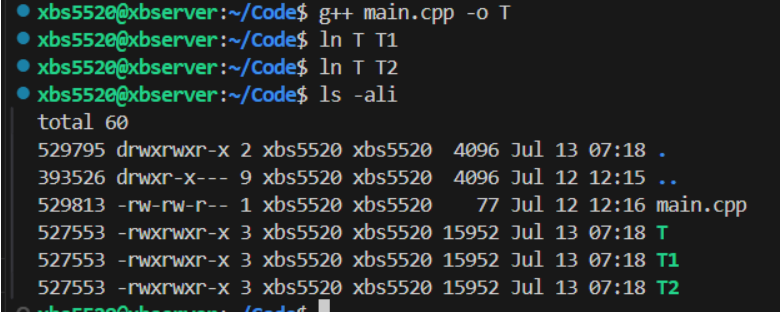 xbs5520@xbserver:~/Code$ g++ main.cpp -o T
xbs5520@xbserver:~/Code$ ln T T1
xbs5520@xbserver:~/Code$ ln T T2
xbs5520@xbserver:~/Code$ ls -ali
total 60
529795 drwxrwxr-x 2 xbs5520 xbs5520  4096 Jul 13 07:18 .
393526 drwxr-x--- 9 xbs5520 xbs5520  4096 Jul 12 12:15 ..
529813 -rw-rw-r-- 1 xbs5520 xbs5520    77 Jul 12 12:16 main.cpp
527553 -rwxrwxr-x 3 xbs5520 xbs5520 15952 Jul 13 07:18 T
527553 -rwxrwxr-x 3 xbs5520 xbs5520 15952 Jul 13 07:18 T1
527553 -rwxrwxr-x 3 xbs5520 xbs5520 15952 Jul 13 07:18 T2
xbs5520@xbserver:~/Code$